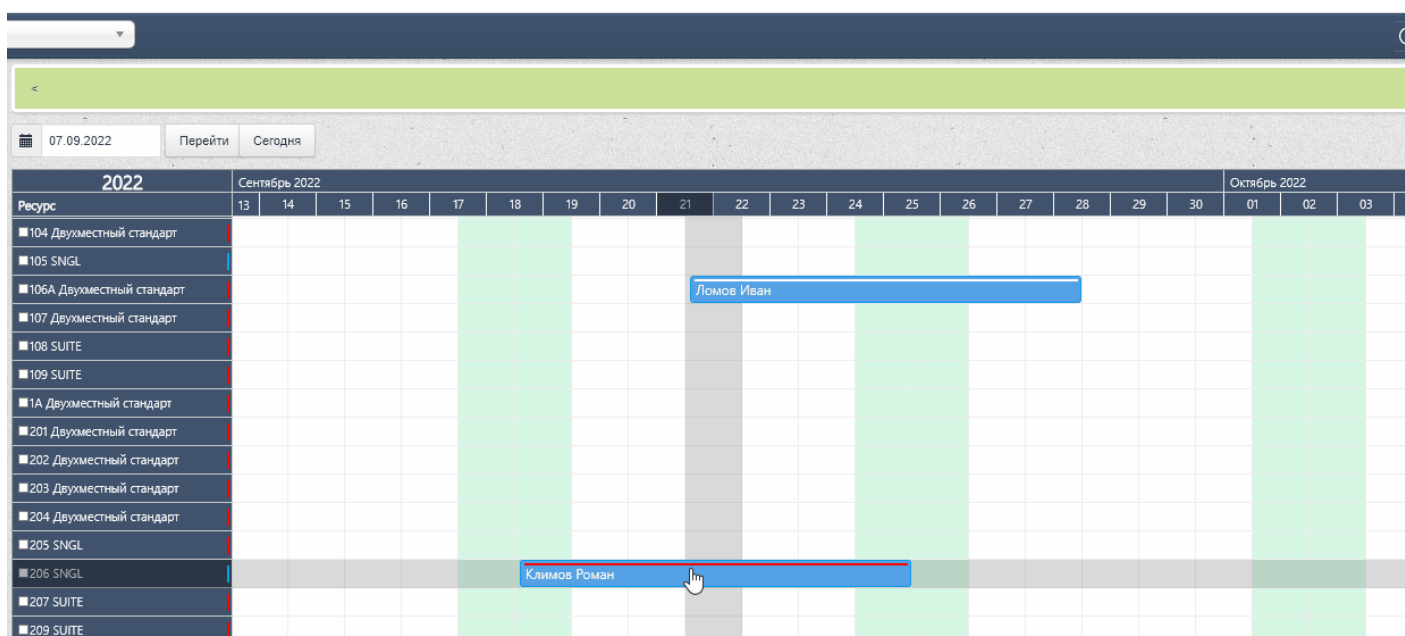 <
07.09.2022 Перейти Сегодня
2022 Сентябрь 2022 Октябрь 2022
Ресурс 13 14 15 16 17 18 19 20 21 22 23 24 25 26 27 28 29 30 01 02 03
104 Двухместный стандарт
105 SNGL
106А Двухместный стандарт Ломов Иван
107 Двухместный стандарт
108 SUITE
109 SUITE
1А Двухместный стандарт
201 Двухместный стандарт
202 Двухместный стандарт
203 Двухместный стандарт
204 Двухместный стандарт
205 SNGL
206 SNGL Климов Роман
207 SUITE
209 SUITE